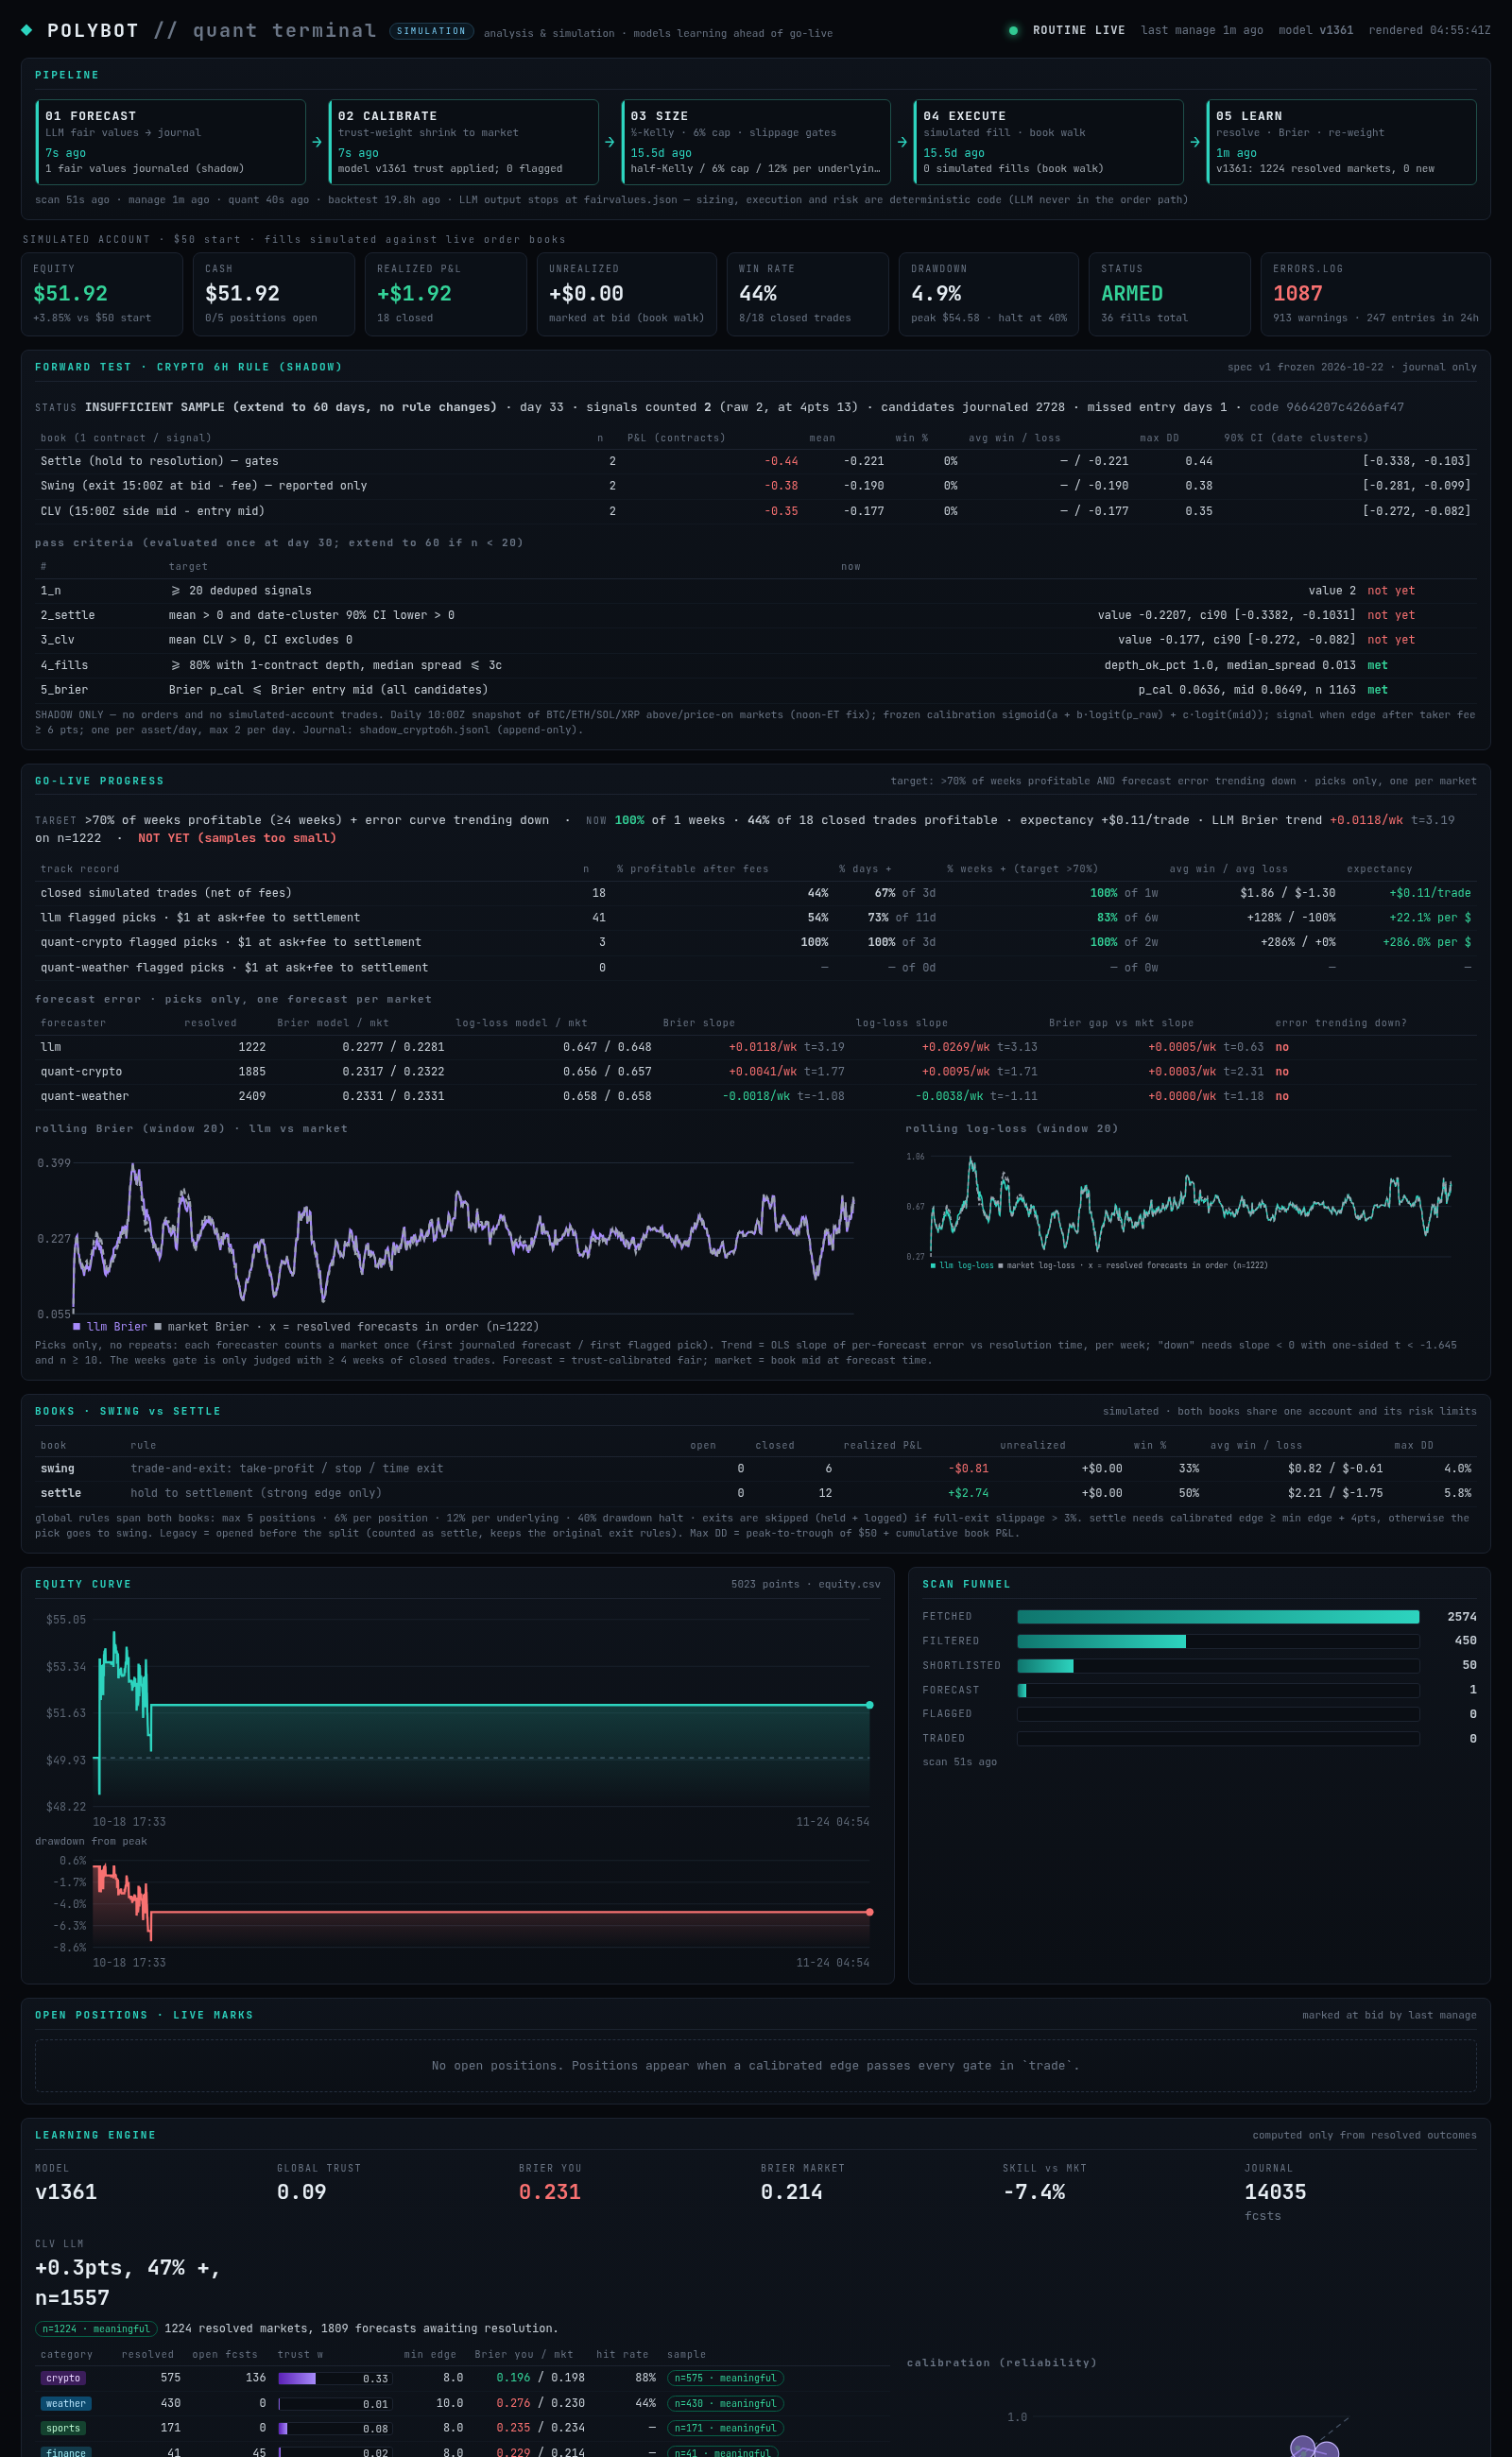 ◆ POLYBOT // quant terminal SIMULATION analysis & simulation · models learning ahead of go-live ROUTINE LIVE last manage 1m ago model v1361 rendered 04:55:41Z
PIPELINE
01 FORECAST
LLM fair values → journal
7s ago
1 fair values journaled (shadow)
→
02 CALIBRATE
trust-weight shrink to market
7s ago
model v1361 trust applied; 0 flagged
→
03 SIZE
½-Kelly · 6% cap · slippage gates
15.5d ago
half-Kelly / 6% cap / 12% per underlyin…
→
04 EXECUTE
simulated fill · book walk
15.5d ago
0 simulated fills (book walk)
→
05 LEARN
resolve · Brier · re-weight
1m ago
v1361: 1224 resolved markets, 0 new
scan 51s ago · manage 1m ago · quant 40s ago · backtest 19.8h ago · LLM output stops at fairvalues.json — sizing, execution and risk are deterministic code (LLM never in the order path)
SIMULATED ACCOUNT · $50 start · fills simulated against live order books
EQUITY
$51.92
+3.85% vs $50 start
CASH
$51.92
0/5 positions open
REALIZED P&L
+$1.92
18 closed
UNREALIZED
+$0.00
marked at bid (book walk)
WIN RATE
44%
8/18 closed trades
DRAWDOWN
4.9%
peak $54.58 · halt at 40%
STATUS
ARMED
36 fills total
ERRORS.LOG
1087
913 warnings · 247 entries in 24h
FORWARD TEST · CRYPTO 6H RULE (SHADOW) spec v1 frozen 2026-10-22 · journal only
STATUS INSUFFICIENT SAMPLE (extend to 60 days, no rule changes) · day 33 · signals counted 2 (raw 2, at 4pts 13) · candidates journaled 2728 · missed entry days 1 · code 9664207c4266af47
book (1 contract / signal) n P&L (contracts) mean win % avg win / loss max DD 90% CI (date clusters)
Settle (hold to resolution) — gates 2 -0.44 -0.221 0% — / -0.221 0.44 [-0.338, -0.103]
Swing (exit 15:00Z at bid - fee) — reported only 2 -0.38 -0.190 0% — / -0.190 0.38 [-0.281, -0.099]
CLV (15:00Z side mid - entry mid) 2 -0.35 -0.177 0% — / -0.177 0.35 [-0.272, -0.082]
pass criteria (evaluated once at day 30; extend to 60 if n < 20)
# target now
1_n ≥ 20 deduped signals value 2 not yet
2_settle mean > 0 and date-cluster 90% CI lower > 0 value -0.2207, ci90 [-0.3382, -0.1031] not yet
3_clv mean CLV > 0, CI excludes 0 value -0.177, ci90 [-0.272, -0.082] not yet
4_fills ≥ 80% with 1-contract depth, median spread ≤ 3c depth_ok_pct 1.0, median_spread 0.013 met
5_brier Brier p_cal ≤ Brier entry mid (all candidates) p_cal 0.0636, mid 0.0649, n 1163 met
SHADOW ONLY — no orders and no simulated-account trades. Daily 10:00Z snapshot of BTC/ETH/SOL/XRP above/price-on markets (noon-ET fix); frozen calibration sigmoid(a + b·logit(p_raw) + c·logit(mid)); signal when edge after taker fee
≥ 6 pts; one per asset/day, max 2 per day. Journal: shadow_crypto6h.jsonl (append-only).
GO-LIVE PROGRESS target: >70% of weeks profitable AND forecast error trending down · picks only, one per market
TARGET >70% of weeks profitable (≥4 weeks) + error curve trending down · NOW 100% of 1 weeks · 44% of 18 closed trades profitable · expectancy +$0.11/trade · LLM Brier trend +0.0118/wk t=3.19
on n=1222 · NOT YET (samples too small)
track record n % profitable after fees % days + % weeks + (target >70%) avg win / avg loss expectancy
closed simulated trades (net of fees) 18 44% 67% of 3d 100% of 1w $1.86 / $-1.30 +$0.11/trade
llm flagged picks · $1 at ask+fee to settlement 41 54% 73% of 11d 83% of 6w +128% / -100% +22.1% per $
quant-crypto flagged picks · $1 at ask+fee to settlement 3 100% 100% of 3d 100% of 2w +286% / +0% +286.0% per $
quant-weather flagged picks · $1 at ask+fee to settlement 0 — — of 0d — of 0w — —
forecast error · picks only, one forecast per market
forecaster resolved Brier model / mkt log-loss model / mkt Brier slope log-loss slope Brier gap vs mkt slope error trending down?
llm 1222 0.2277 / 0.2281 0.647 / 0.648 +0.0118/wk t=3.19 +0.0269/wk t=3.13 +0.0005/wk t=0.63 no
quant-crypto 1885 0.2317 / 0.2322 0.656 / 0.657 +0.0041/wk t=1.77 +0.0095/wk t=1.71 +0.0003/wk t=2.31 no
quant-weather 2409 0.2331 / 0.2331 0.658 / 0.658 -0.0018/wk t=-1.08 -0.0038/wk t=-1.11 +0.0000/wk t=1.18 no
rolling Brier (window 20) · llm vs market
0.399
0.227
0.055
■ llm Brier ■ market Brier · x = resolved forecasts in order (n=1222)
rolling log-loss (window 20)
1.06
0.67
0.27
■ llm log-loss ■ market log-loss · x = resolved forecasts in order (n=1222)
Picks only, no repeats: each forecaster counts a market once (first journaled forecast / first flagged pick). Trend = OLS slope of per-forecast error vs resolution time, per week; "down" needs slope < 0 with one-sided t < -1.645
and n ≥ 10. The weeks gate is only judged with ≥ 4 weeks of closed trades. Forecast = trust-calibrated fair; market = book mid at forecast time.
BOOKS · SWING vs SETTLE simulated · both books share one account and its risk limits
book rule open closed realized P&L unrealized win % avg win / loss max DD
swing trade-and-exit: take-profit / stop / time exit 0 6 -$0.81 +$0.00 33% $0.82 / $-0.61 4.0%
settle hold to settlement (strong edge only) 0 12 +$2.74 +$0.00 50% $2.21 / $-1.75 5.8%
global rules span both books: max 5 positions · 6% per position · 12% per underlying · 40% drawdown halt · exits are skipped (held + logged) if full-exit slippage > 3%. settle needs calibrated edge ≥ min edge + 4pts, otherwise the
pick goes to swing. Legacy = opened before the split (counted as settle, keeps the original exit rules). Max DD = peak-to-trough of $50 + cumulative book P&L.
EQUITY CURVE 5023 points · equity.csv
$55.05
$53.34
$51.63
$49.93
$48.22
10-18 17:33 11-24 04:54
drawdown from peak
0.6%
-1.7%
-4.0%
-6.3%
-8.6%
10-18 17:33 11-24 04:54
SCAN FUNNEL
FETCHED 2574
FILTERED 450
SHORTLISTED 50
FORECAST 1
FLAGGED 0
TRADED 0
scan 51s ago
OPEN POSITIONS · LIVE MARKS marked at bid by last manage
No open positions. Positions appear when a calibrated edge passes every gate in `trade`.
LEARNING ENGINE computed only from resolved outcomes
MODEL
v1361
GLOBAL TRUST
0.09
BRIER YOU
0.231
BRIER MARKET
0.214
SKILL vs MKT
-7.4%
JOURNAL
14035
fcsts
CLV LLM
+0.3pts, 47% +,
n=1557
n=1224 · meaningful 1224 resolved markets, 1809 forecasts awaiting resolution.
category resolved open fcsts trust w min edge Brier you / mkt hit rate sample
crypto 575 136 0.33 8.0 0.196 / 0.198 88% n=575 · meaningful
weather 430 0 0.01 10.0 0.276 / 0.230 44% n=430 · meaningful
sports 171 0 0.08 8.0 0.235 / 0.234 — n=171 · meaningful
finance 41 45 0.02 8.0 0.229 / 0.214 — n=41 · meaningful
calibration (reliability)
1.0